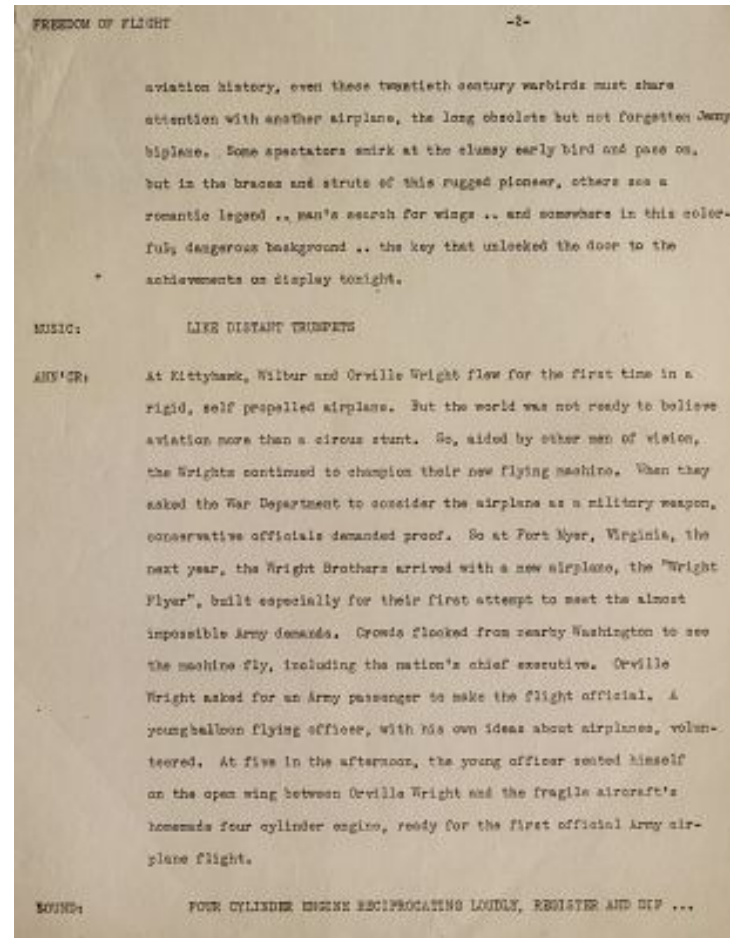 FREEDOM OF FLIGHT -2-
aviation history, even these twentieth century warbirds must share
attention with another airplane, the long obsolete but not forgotten Jenny
biplane. Some spectators smirk at the clumsy early bird and pass on,
but in the braces and struts of this rugged pioneer, others see a
romantic legend .. man's search for wings .. and somewhere in this color-
ful, dangerous background .. the key that unlocked the door to the
achievements on display tonight.
MUSIC: LIKE DISTANT TRUMPETS
ANN'CR: At Kittyhawk, Wilbur and Orville Wright flew for the first time in a
rigid, self propelled airplane. But the world was not ready to believe
aviation more than a circus stunt. So, aided by other men of vision,
the Wrights continued to champion their new flying machine. When they
asked the War Department to consider the airplane as a military weapon,
conservative officials demanded proof. So at Fort Myer, Virginia, the
next year, the Wright Brothers arrived with a new airplane, the "Wright
Flyer", built especially for their first attempt to meet the almost
impossible Army demands. Crowds flocked from nearby Washington to see
the machine fly, including the nation's chief executive. Orville
Wright asked for an Army passenger to make the flight official. A
youngballoon flying officer, with his own ideas about airplanes, volun-
teered. At five in the afternoon, the young officer seated himself
on the open wing between Orville Wright and the fragile aircraft's
homemade four cylinder engine, ready for the first official Army air-
plane flight.
SOUND: FOUR CYLINDER ENGINE RECIPROCATING LOUDLY, REGISTER AND DIP ...